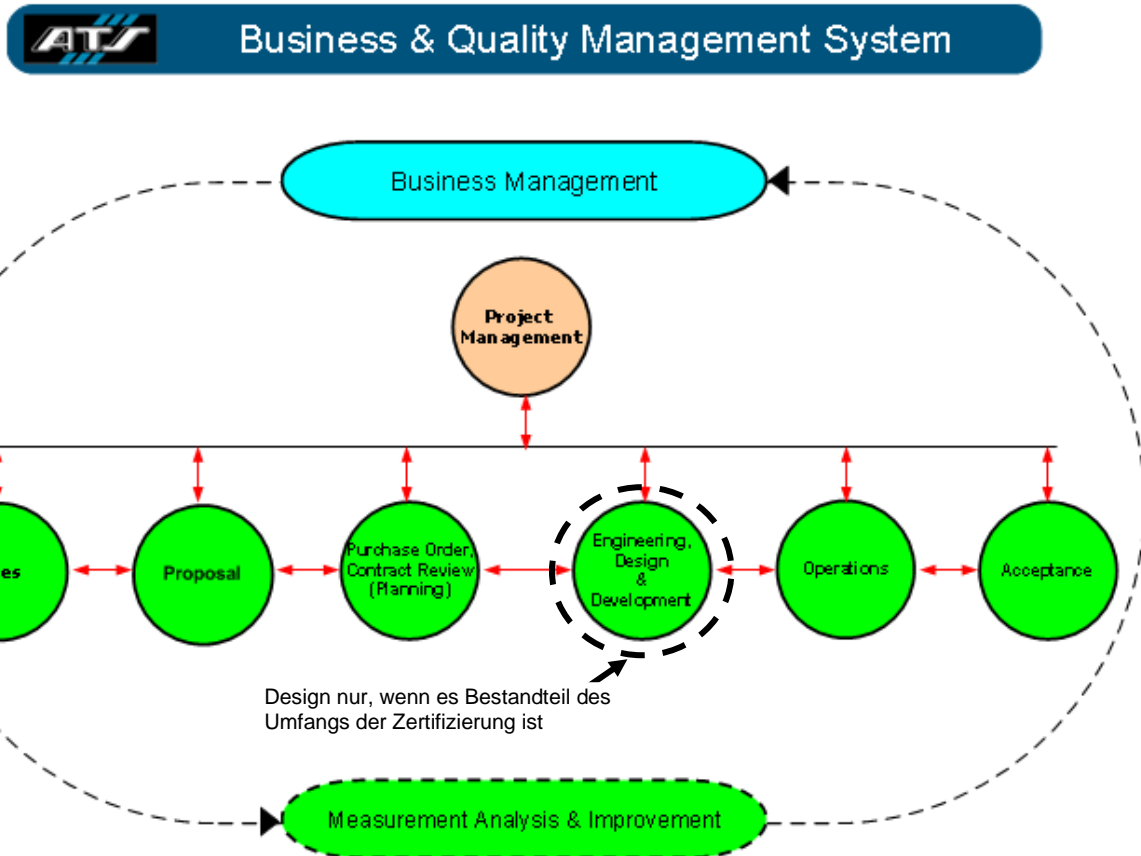 ATS
Business & Quality Management System
Business Management
Project
Management
es
Proposal
Purchase Order,
Contract Review
(Planning)
Engineering,
Design
&
Development
Operations
Acceptance
Design nur, wenn es Bestandteil des
Umfangs der Zertifizierung ist
Measurement Analysis & Improvement